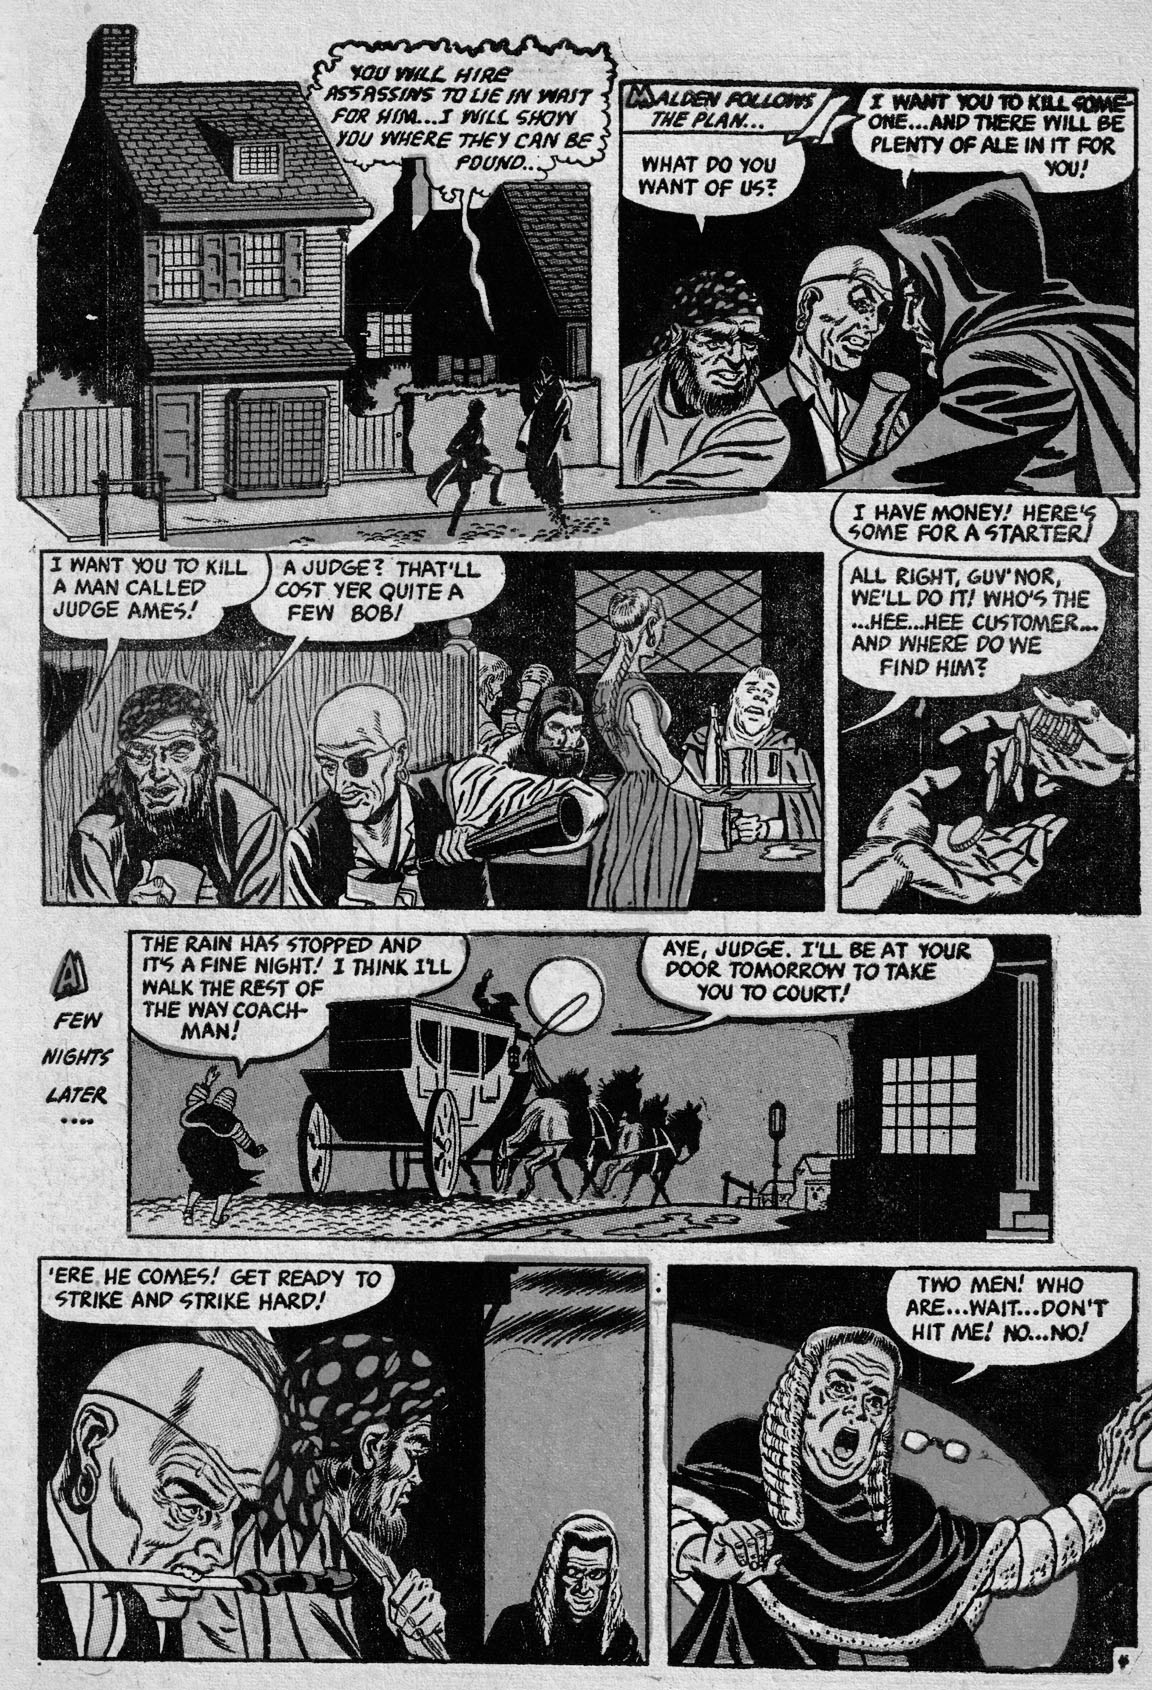 YOU WILL HIRE
ASSASSINS TO LIE IN WAIT
FOR HIM...I WILL SHOW
YOU WHERE THEY CAN BE
FOUND...
MALDEN FOLLOWS
THE PLAN...
WHAT DO YOU
WANT OF US?
I WANT YOU TO KILL SOME-
ONE...AND THERE WILL BE
PLENTY OF ALE IN IT FOR
YOU!
I WANT YOU TO KILL
A MAN CALLED
JUDGE AMES!
A JUDGE? THAT'LL
COST YER QUITE A
FEW BOB!
I HAVE MONEY! HERE'S
SOME FOR A STARTER!
ALL RIGHT, GUV'NOR,
WE'LL DO IT! WHO'S THE
...HEE...HEE CUSTOMER...
AND WHERE DO WE
FIND HIM?
A
FEW
NIGHTS
LATER
....
THE RAIN HAS STOPPED AND
IT'S A FINE NIGHT! I THINK I'LL
WALK THE REST OF
THE WAY COACH-
MAN!
AYE, JUDGE. I'LL BE AT YOUR
DOOR TOMORROW TO TAKE
YOU TO COURT!
'ERE HE COMES! GET READY TO
STRIKE AND STRIKE HARD!
TWO MEN! WHO
ARE...WAIT...DON'T
HIT ME! NO...NO!